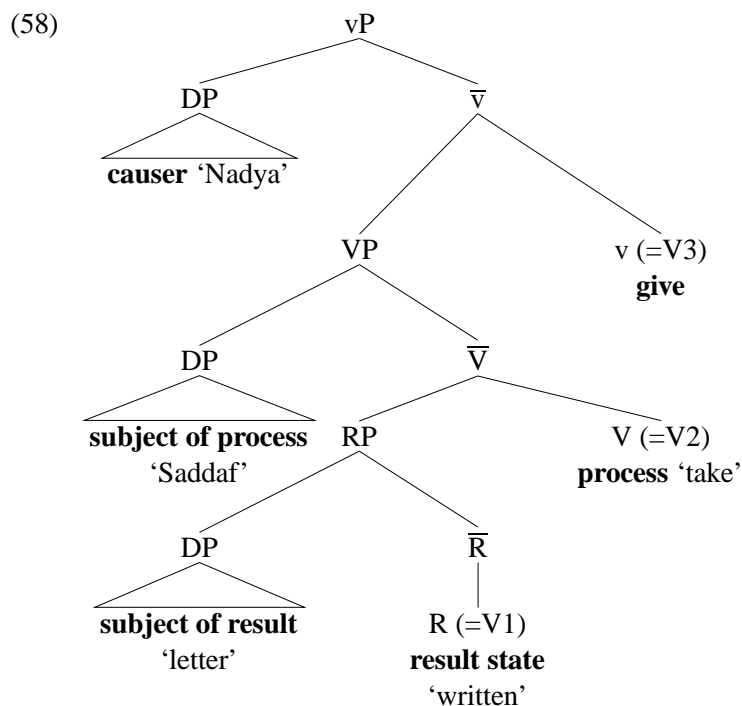 (58)
vP
DP v̅
causer ‘Nadya’
VP v (=V3)
give
DP V̅
subject of process RP V (=V2)
‘Saddaf’ process ‘take’
DP R̅
subject of result R (=V1)
‘letter’ result state
‘written’